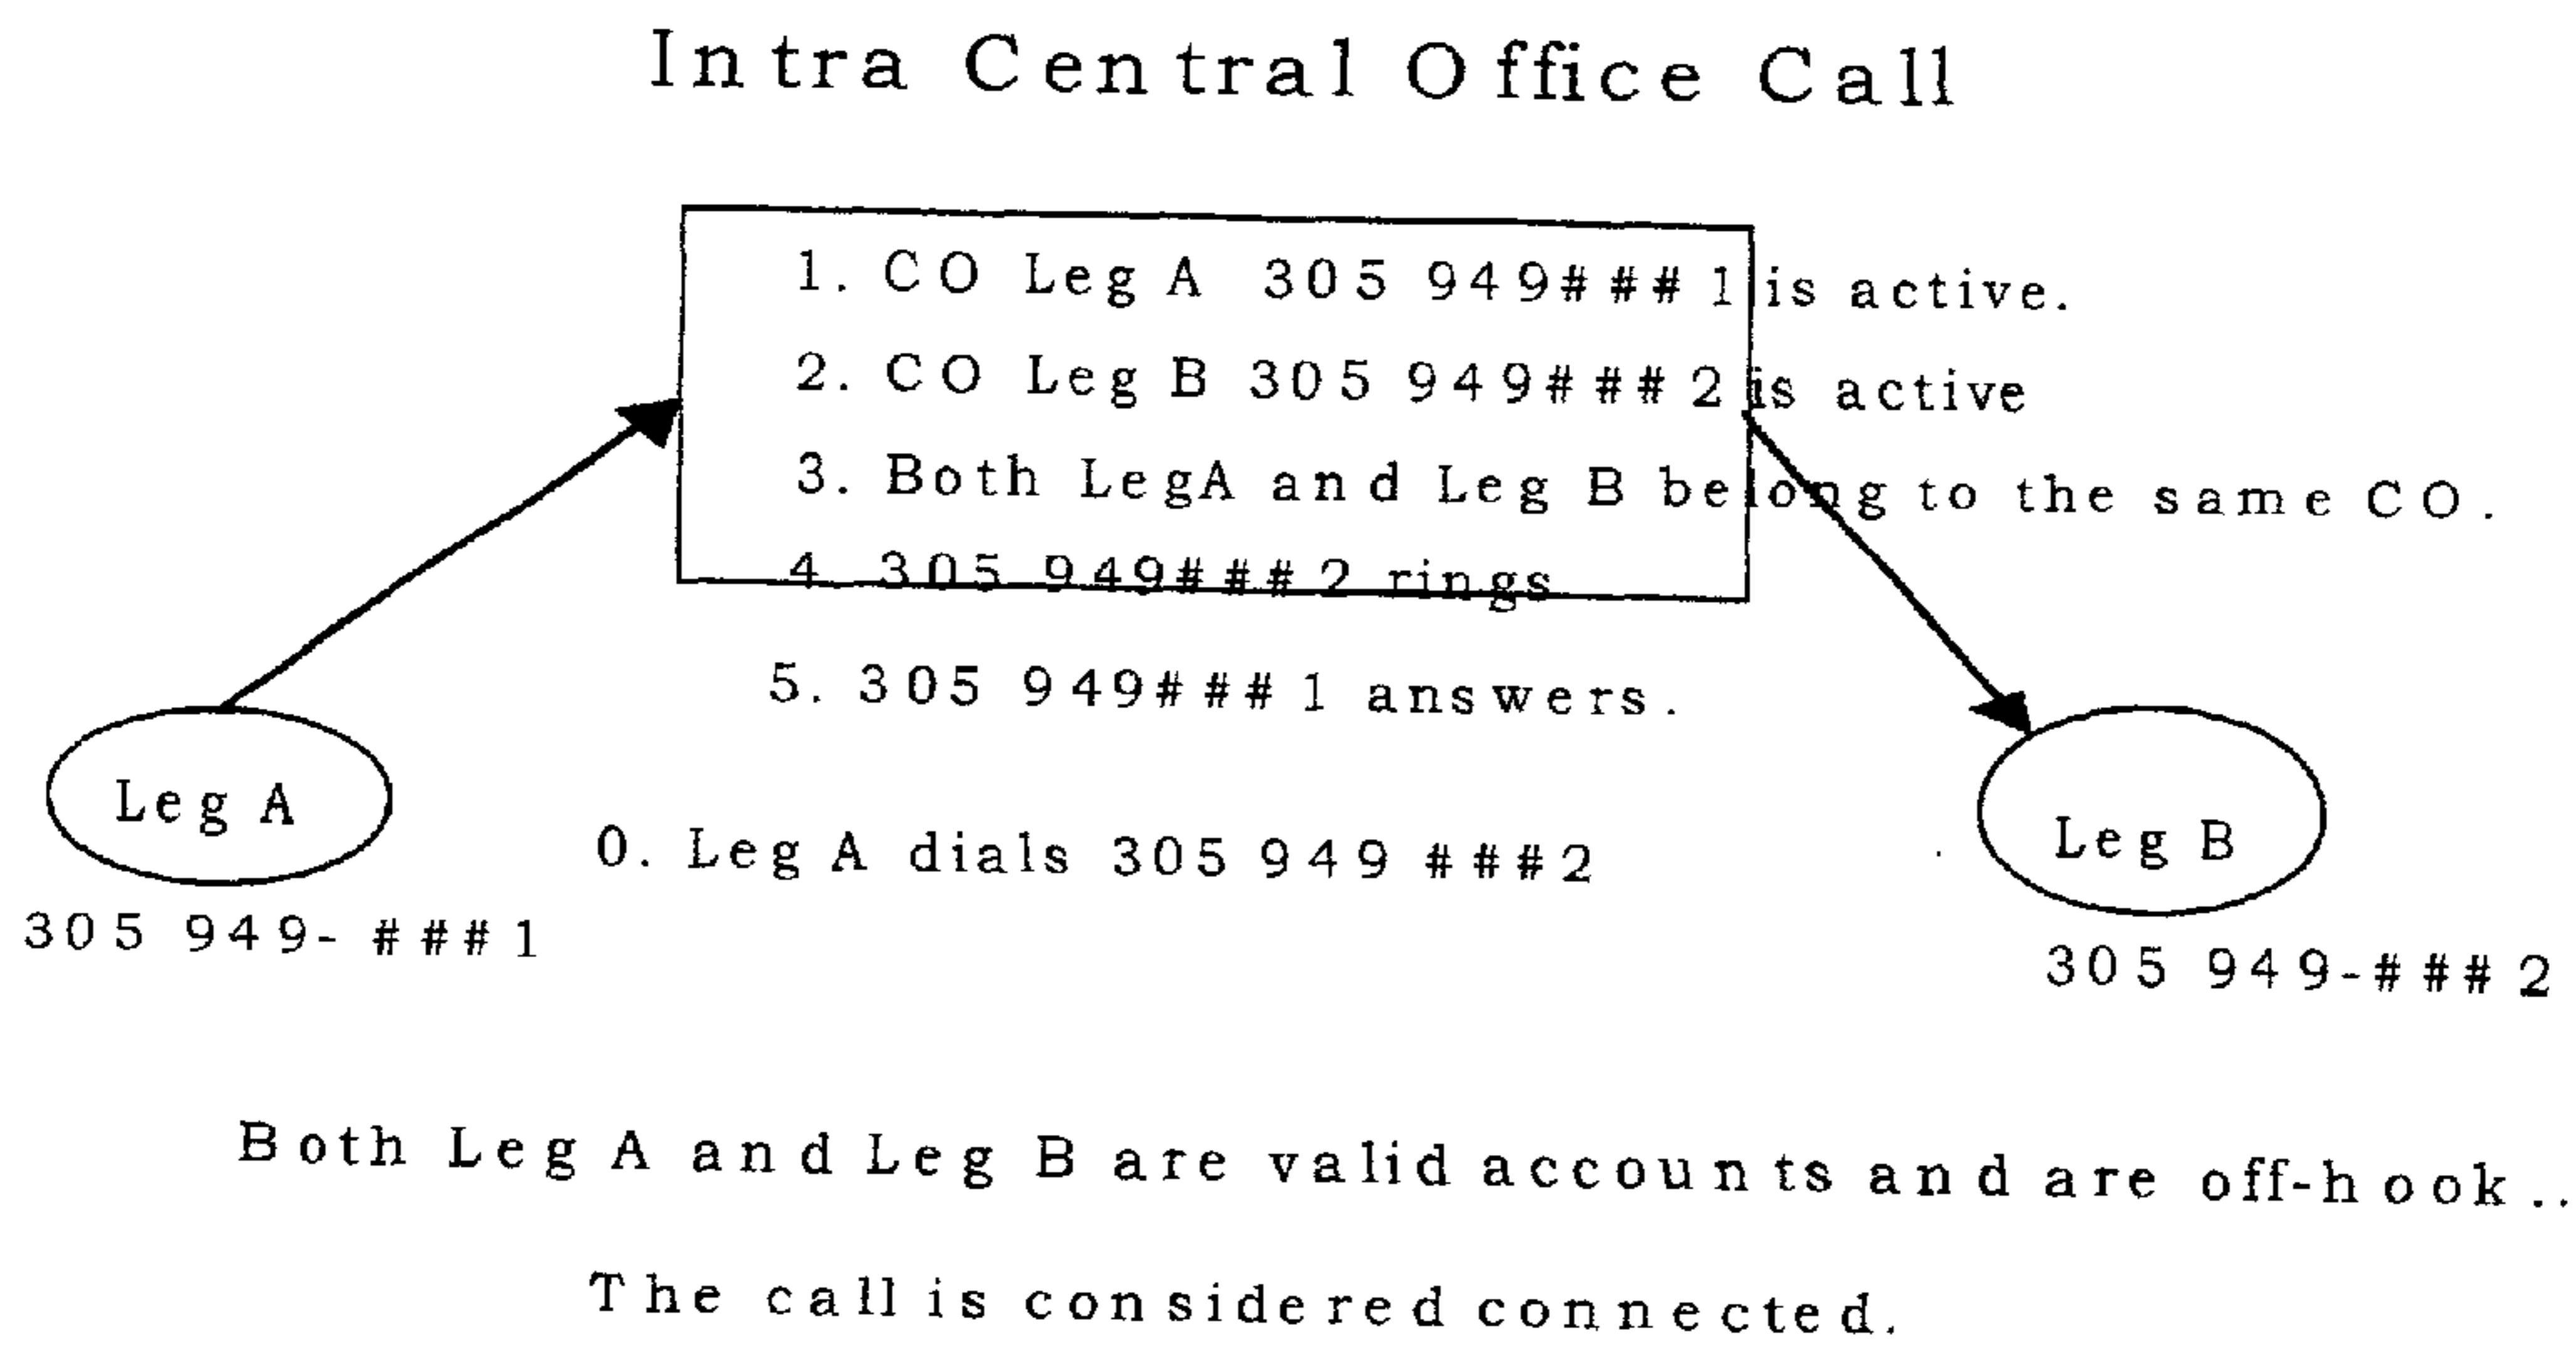 Intra Central Office Call
1. CO Leg A 305 949###1 is active.
2. CO Leg B 305 949###2 is active
3. Both LegA and Leg B belong to the same CO.
4. 305 949###2 rings
5. 305 949###1 answers.
Leg A
0. Leg A dials 305 949 ###2
Leg B
305 949- ###1
305 949-###2
Both Leg A and Leg B are valid accounts and are off-hook..
The call is considered connected.